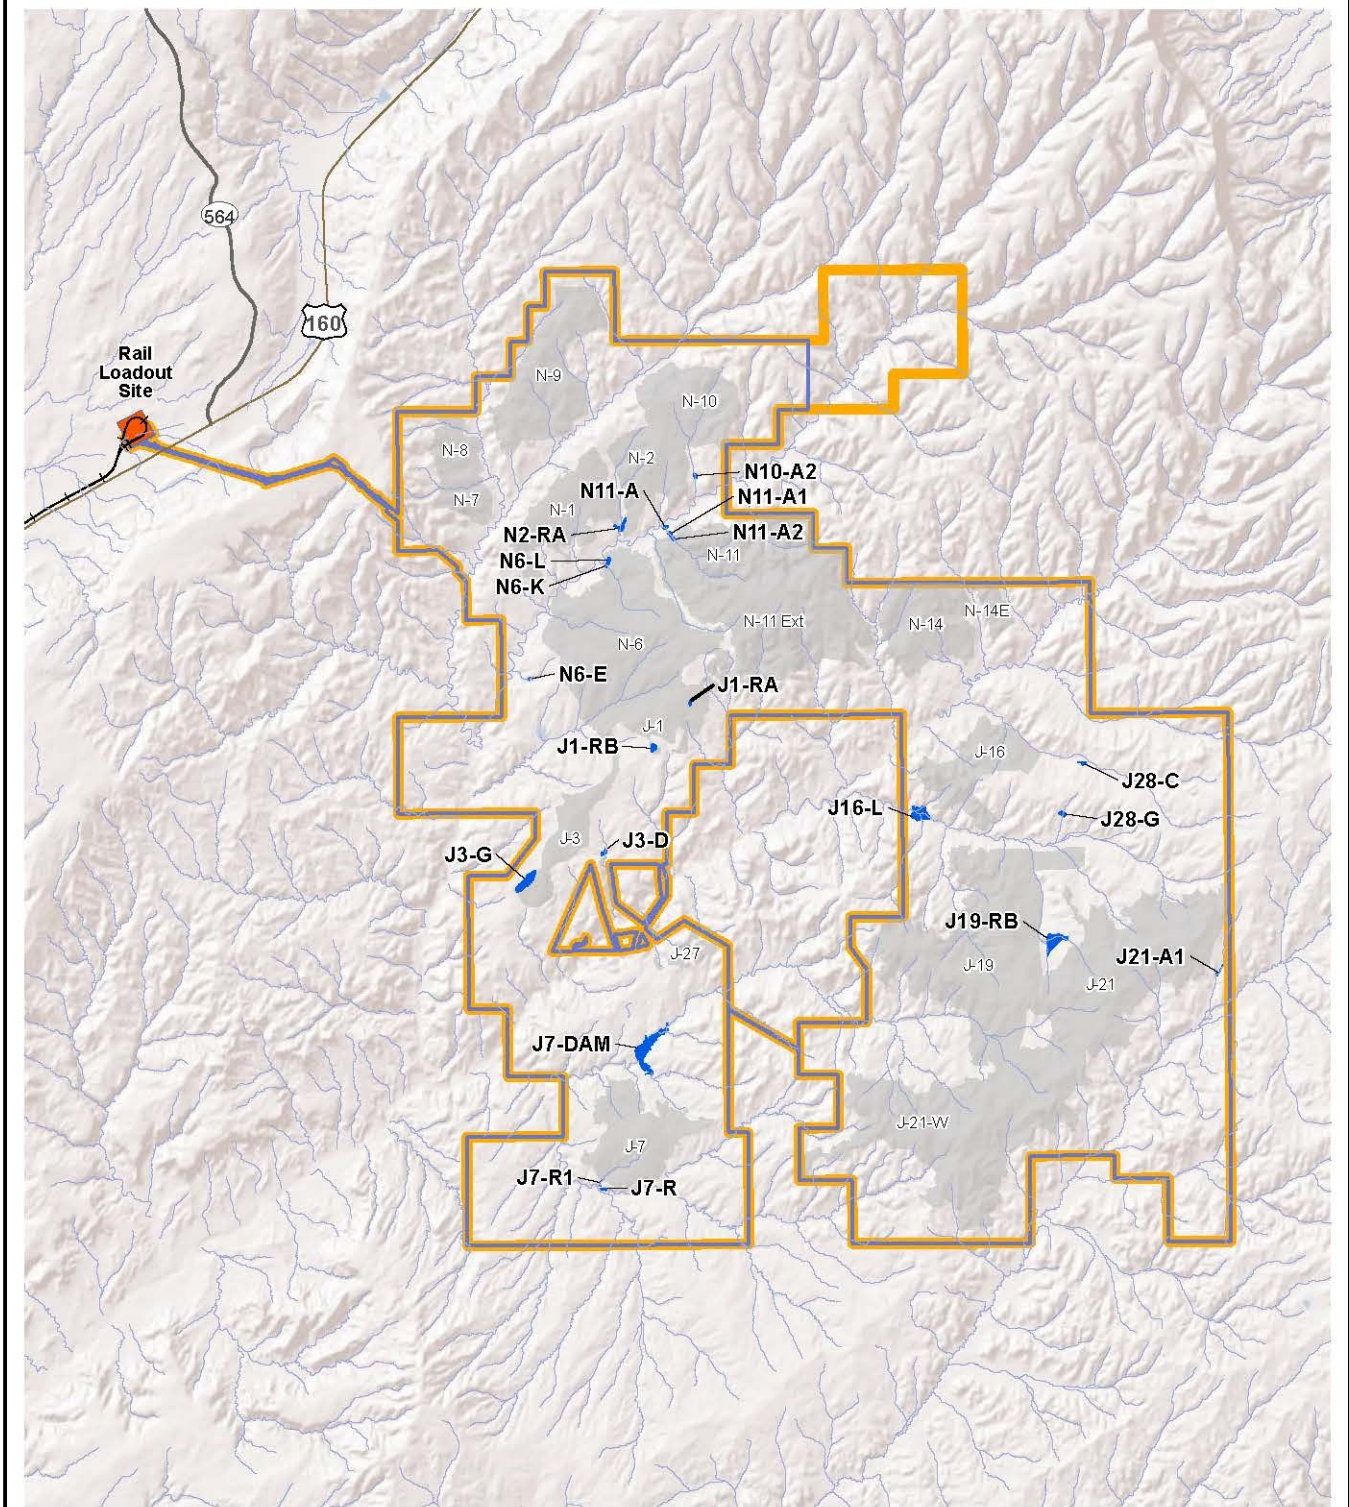 564
160
Rail
Loadout
Site
N-9
N-10
N-8
N-2
N10-A2
N11-A
N11-A1
N-7
N-1
N2-RA
N11-A2
N-11
N6-L
N6-K
N-14E
N-11 Ext
N-14
N-6
N6-E
J1-RA
J-1
J1-RB
J-16
J28-C
J16-L
J28-G
J-3
J3-D
J3-G
J19-RB
J-27
J-19
J21-A1
J-21
J7-DAM
J-21-W
J-7
J7-R1
J7-R